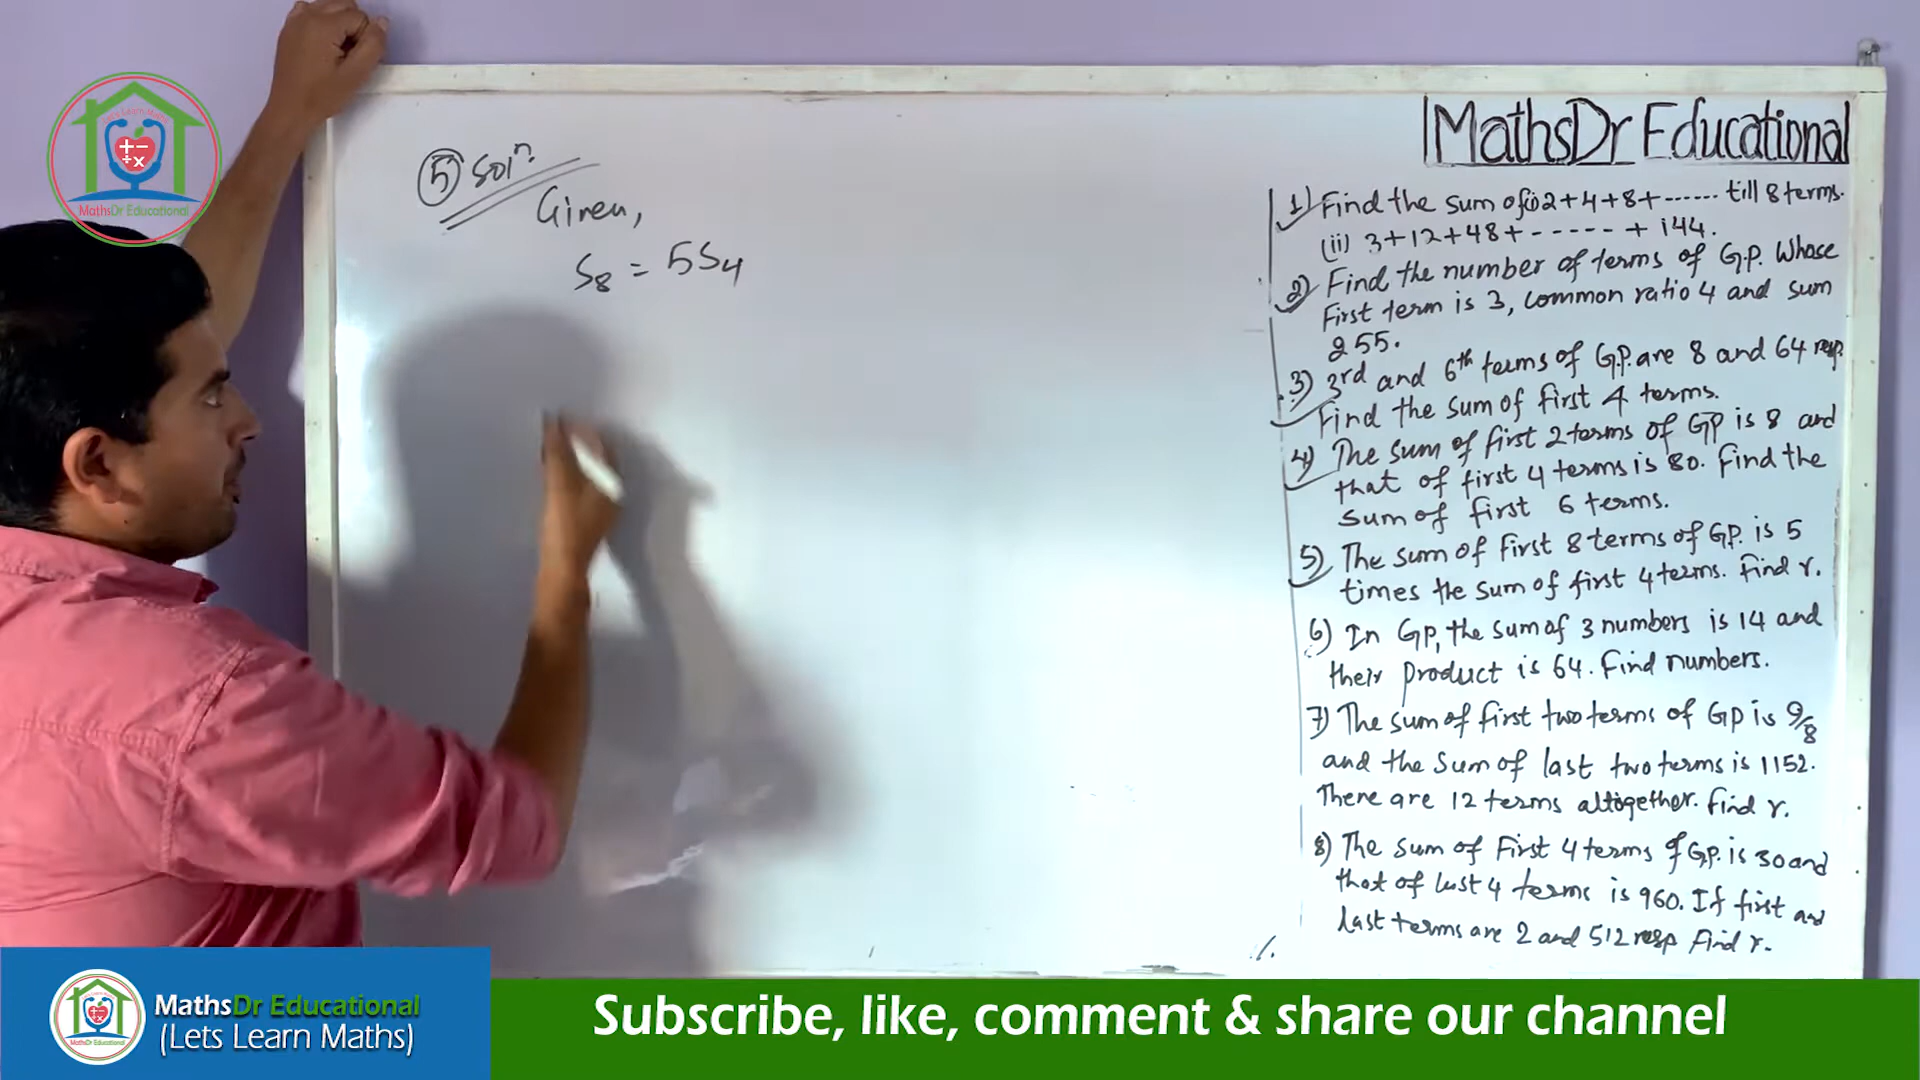 Lets Learn Maths
MathsDr Educational
5 Solⁿ.
Given,
S₈ = 5S₄
MathsDr Educational
1) Find the sum of (i) 2+4+8+------ till 8 terms.
(ii) 3+12+48+-----+ 144.
2) Find the number of terms of G.P. whose
First term is 3, common ratio 4 and sum
255.
3) 3rd and 6th terms of G.P. are 8 and 64 resp.
Find the sum of first 4 terms.
4) The sum of first 2 terms of GP is 8 and
that of first 4 terms is 80. Find the
sum of first 6 terms.
5) The sum of First 8 terms of GP. is 5
times the sum of first 4 terms. Find r.
6) In GP, the sum of 3 numbers is 14 and
their product is 64. Find numbers.
7) The sum of first two terms of GP is 9/8
and the sum of last two terms is 1152.
There are 12 terms altogether. Find r.
8) The sum of First 4 terms of G.P. is 30 and
that of last 4 terms is 960. If first and
last terms are 2 and 512 resp Find r.
MathsDr Educational
MathsDr Educational
(Lets Learn Maths)
Subscribe, like, comment & share our channel